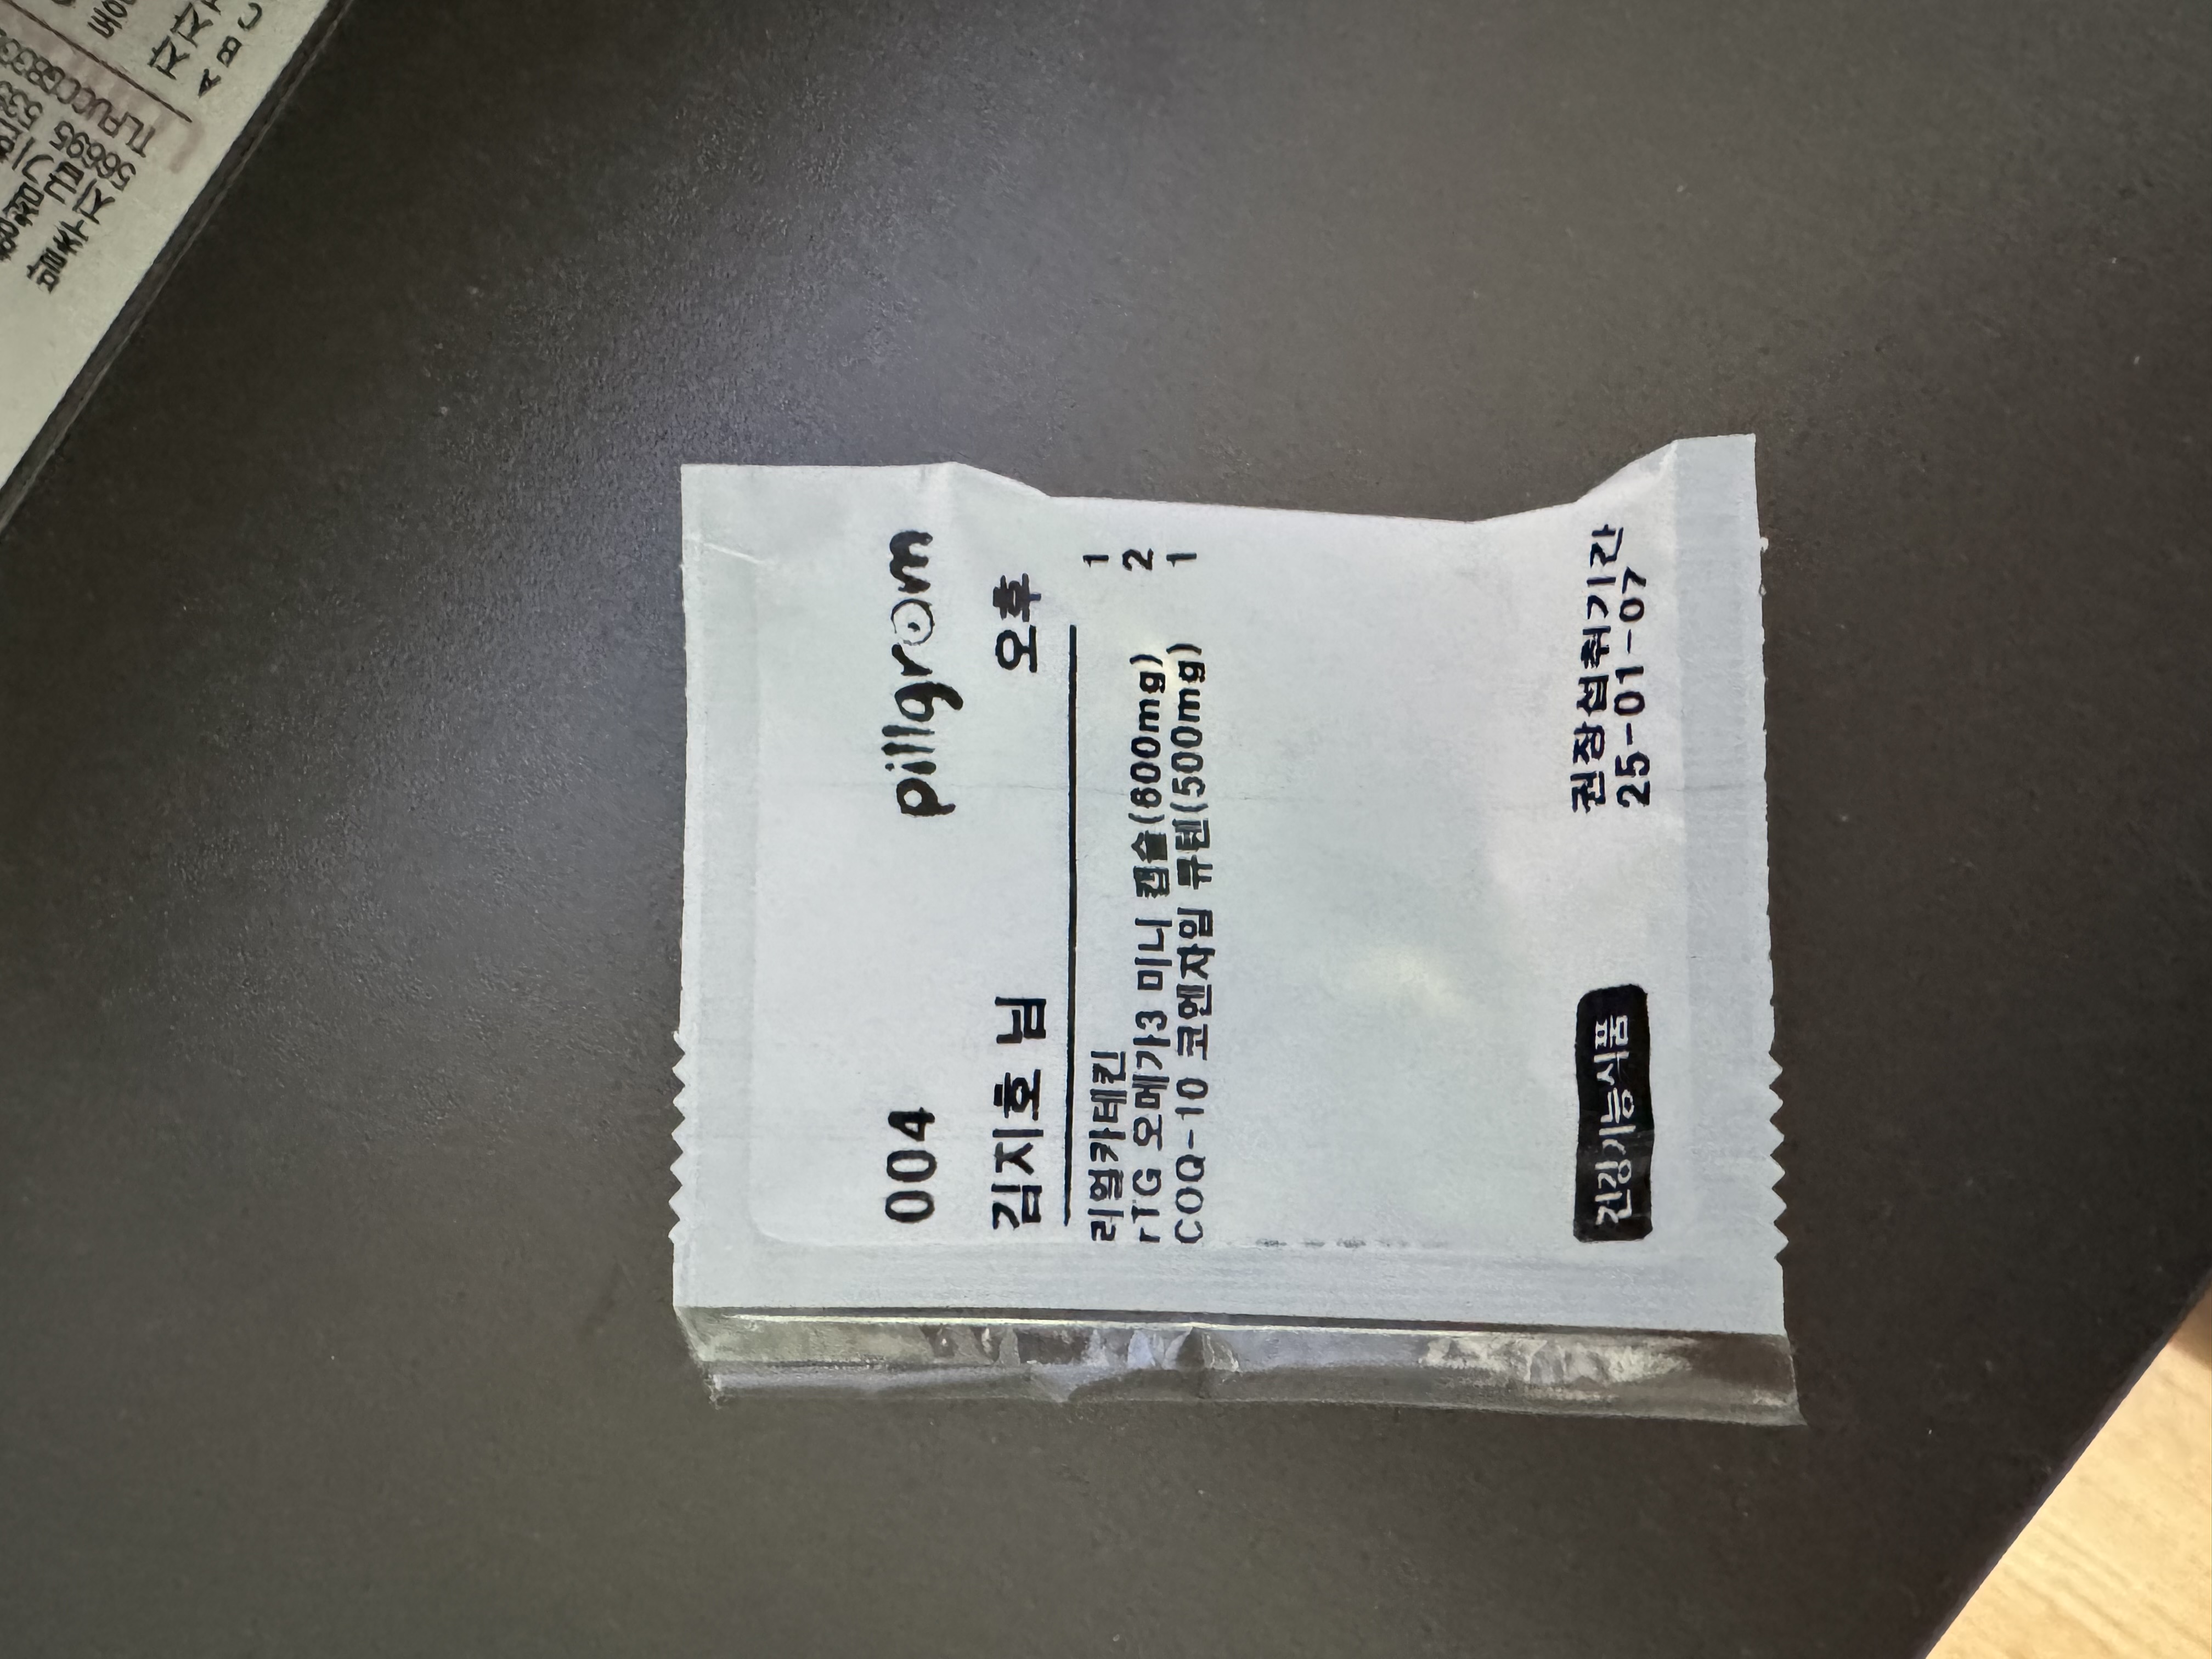 004 pillgram
김지호 님 오후
리얼카테킨 1
rTG 오메가3 미니 캡슐(600mg) 2
COQ-10 코엔자임 큐텐(500mg) 1
건강기능식품
권장섭취기간
25-01-07